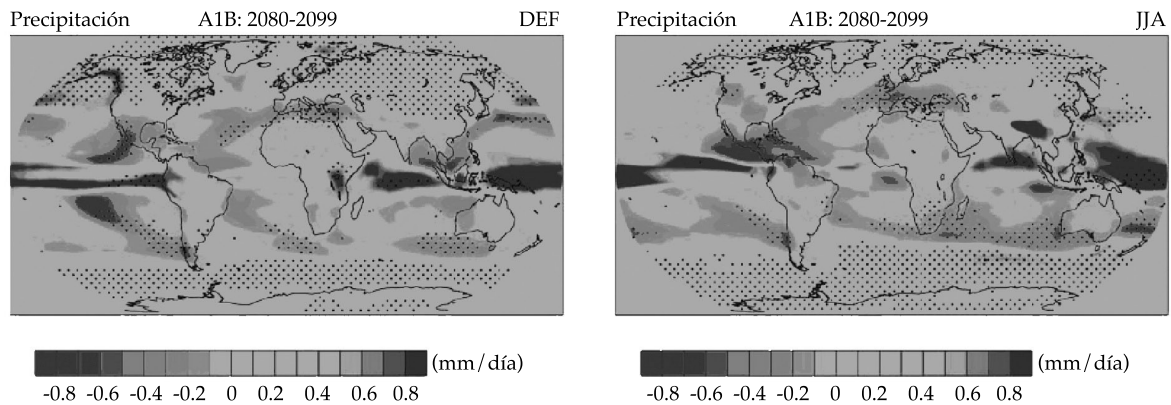 Precipitación A1B: 2080-2099 DEF
-0.8 -0.6 -0.4 -0.2 0 0.2 0.4 0.6 0.8 (mm/día)
Precipitación A1B: 2080-2099 JJA
-0.8 -0.6 -0.4 -0.2 0 0.2 0.4 0.6 0.8 (mm/día)